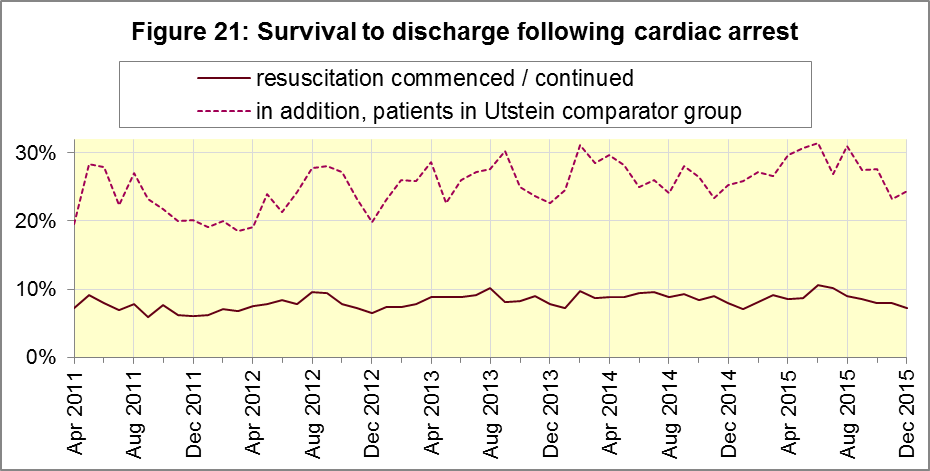 Figure 21: Survival to discharge following cardiac arrest
resuscitation commenced / continued
in addition, patients in Utstein comparator group
30%
20%
10%
0%
Apr 2011
Aug 2011
Dec 2011
Apr 2012
Aug 2012
Dec 2012
Apr 2013
Aug 2013
Dec 2013
Apr 2014
Aug 2014
Dec 2014
Apr 2015
Aug 2015
Dec 2015